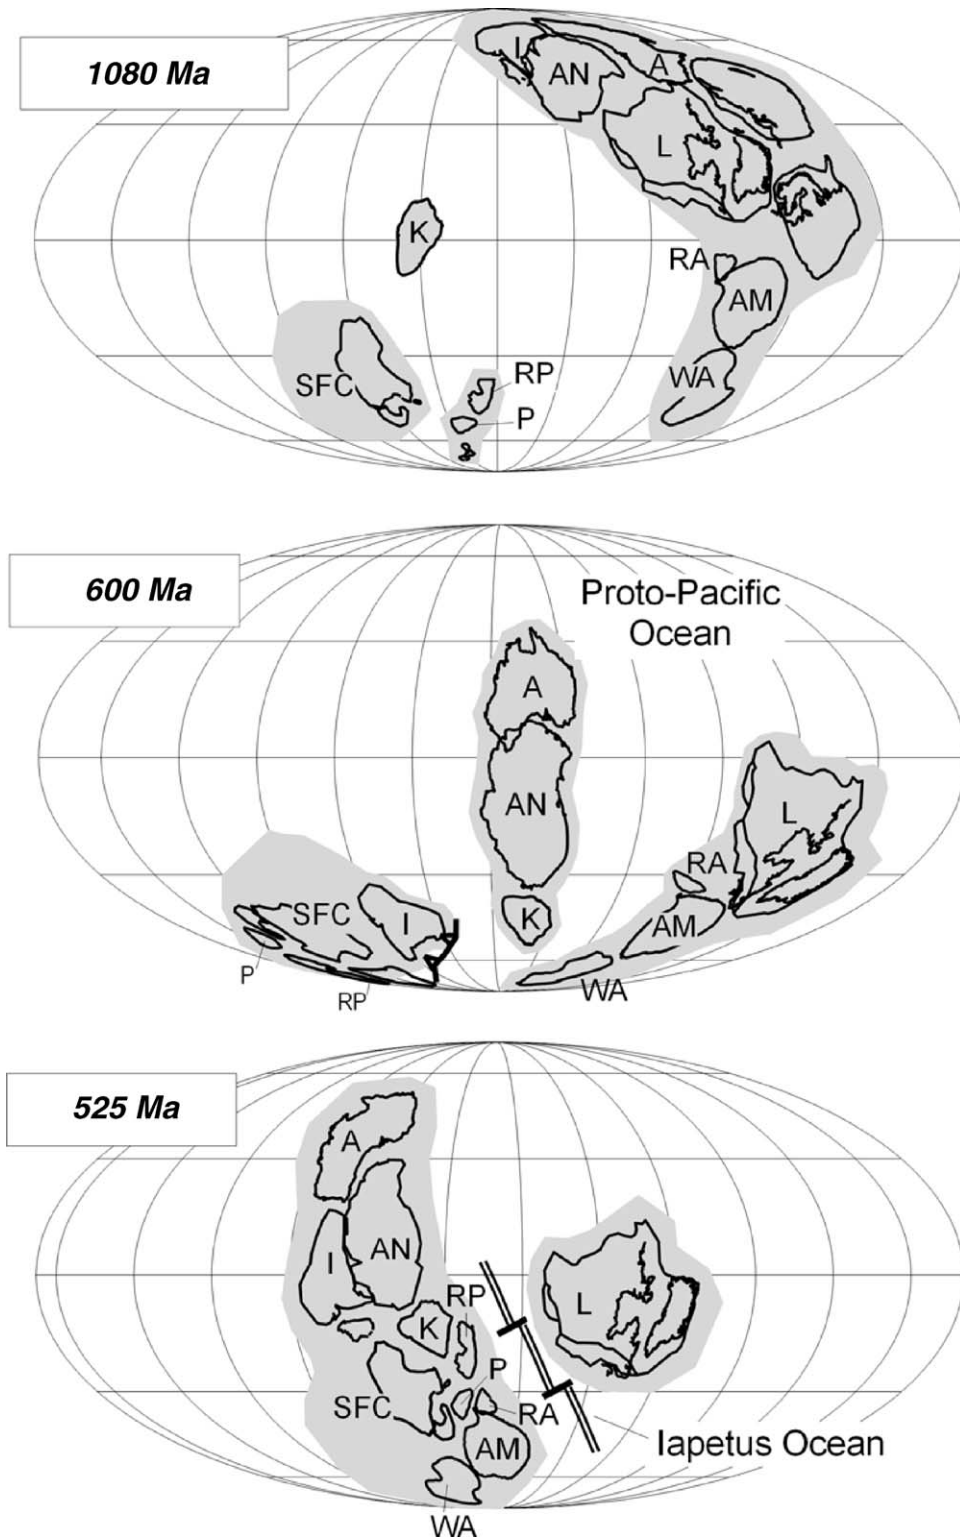 1080 Ma
I
AN
A
L
K
RA
AM
SFC
RP
WA
P
600 Ma
Proto-Pacific
Ocean
A
AN
L
RA
SFC
I
K
AM
P
RP
WA
525 Ma
A
AN
I
RP
L
K
P
SFC
RA
AM
Iapetus Ocean
WA